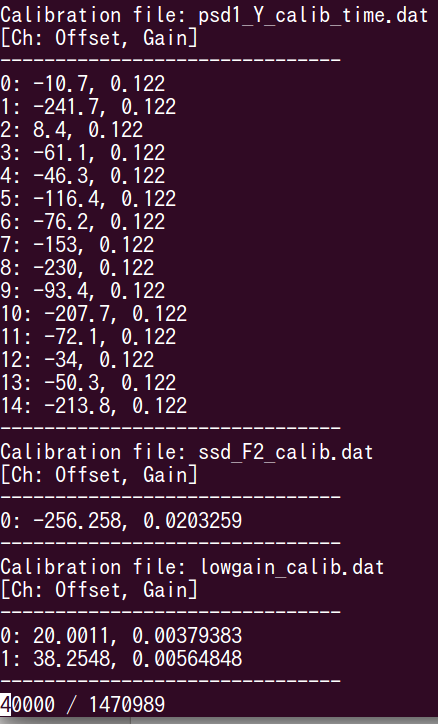 Calibration file: psd1_Y_calib_time.dat
[Ch: Offset, Gain]
-------------------------------
0: -10.7, 0.122
1: -241.7, 0.122
2: 8.4, 0.122
3: -61.1, 0.122
4: -46.3, 0.122
5: -116.4, 0.122
6: -76.2, 0.122
7: -153, 0.122
8: -230, 0.122
9: -93.4, 0.122
10: -207.7, 0.122
11: -72.1, 0.122
12: -34, 0.122
13: -50.3, 0.122
14: -213.8, 0.122
-------------------------------
Calibration file: ssd_F2_calib.dat
[Ch: Offset, Gain]
-------------------------------
0: -256.258, 0.0203259
-------------------------------
Calibration file: lowgain_calib.dat
[Ch: Offset, Gain]
-------------------------------
0: 20.0011, 0.00379383
1: 38.2548, 0.00564848
-------------------------------
40000 / 1470989